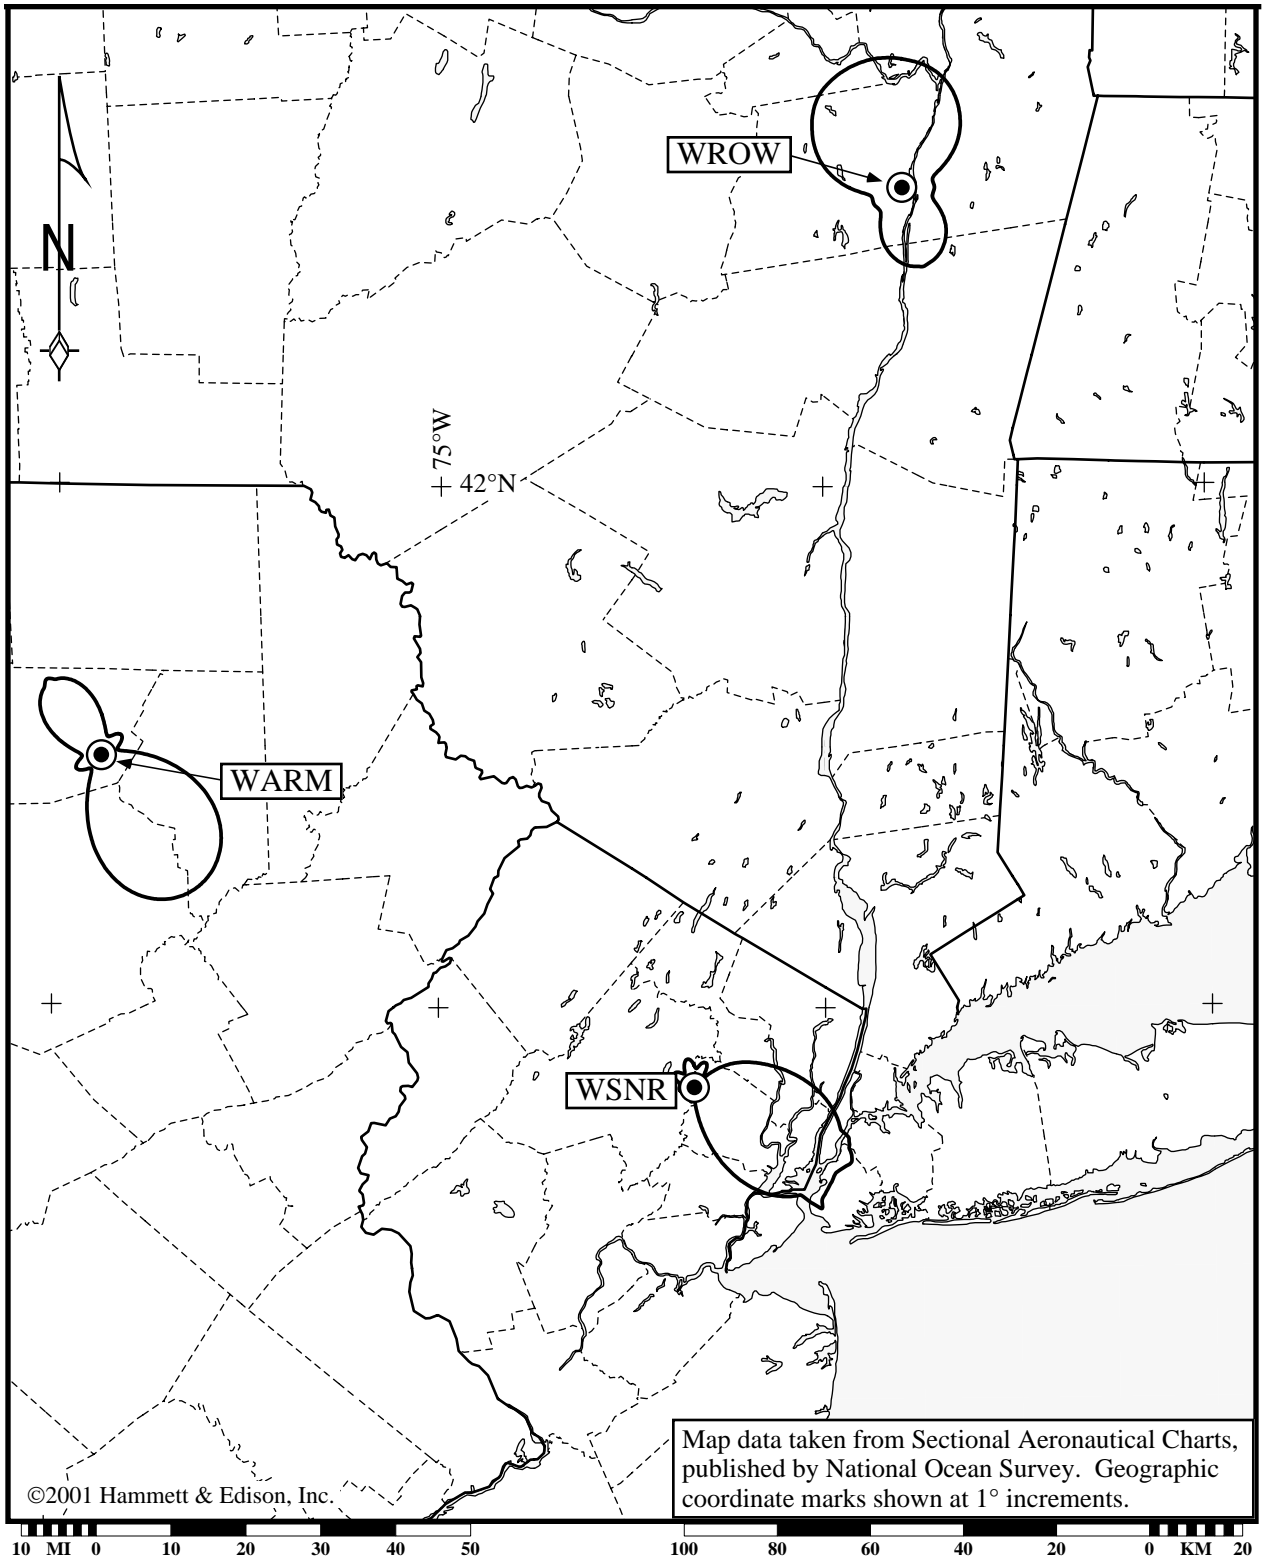 WROW
N
75°W
42°N
WARM
WSNR
Map data taken from Sectional Aeronautical Charts,
published by National Ocean Survey.  Geographic
coordinate marks shown at 1° increments.
©2001 Hammett & Edison, Inc.
10 MI 0 10 20 30 40 50 100 80 60 40 20 0 KM 20